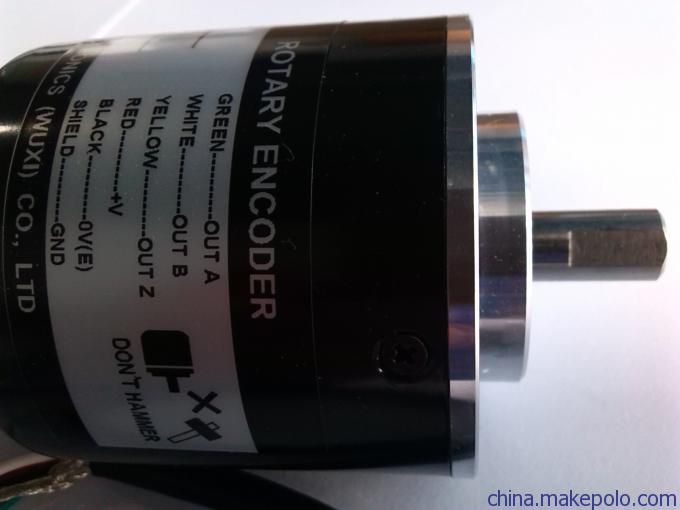 ROTARY ENCODER
GREEN----------OUT A
WHITE----------OUT B
YELLOW----------OUT Z
RED----------+V
BLACK----------0V(E)
SHIELD----------GND
DON'T HAMMER
(WUXI) CO., LTD
china.makepolo.com